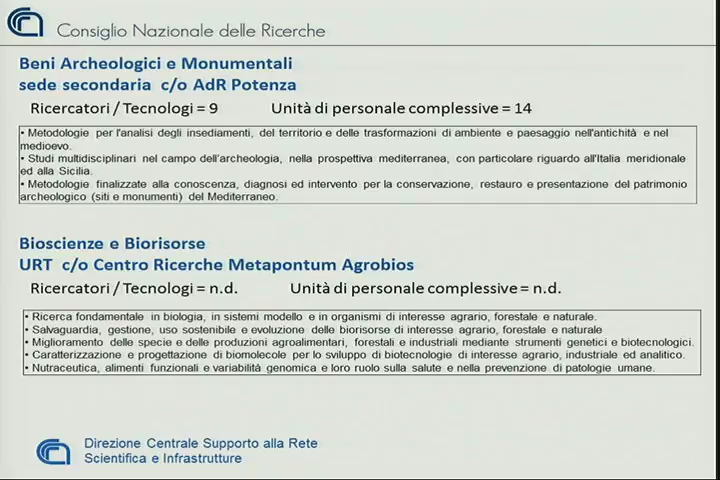 Consiglio Nazionale delle Ricerche
Beni Archeologici e Monumentali
sede secondaria c/o AdR Potenza
Ricercatori / Tecnologi = 9 Unità di personale complessive = 14
• Metodologie per l'analisi degli insediamenti, del territorio e delle trasformazioni di ambiente e paesaggio nell'antichità e nel
medioevo.
• Studi multidisciplinari nel campo dell'archeologia, nella prospettiva mediterranea, con particolare riguardo all'Italia meridionale
ed alla Sicilia.
• Metodologie finalizzate alla conoscenza, diagnosi ed intervento per la conservazione, restauro e presentazione del patrimonio
archeologico (siti e monumenti) del Mediterraneo.
Bioscienze e Biorisorse
URT c/o Centro Ricerche Metapontum Agrobios
Ricercatori / Tecnologi = n.d. Unità di personale complessive = n.d.
• Ricerca fondamentale in biologia, in sistemi modello e in organismi di interesse agrario, forestale e naturale.
• Salvaguardia, gestione, uso sostenibile e evoluzione delle biorisorse di interesse agrario, forestale e naturale
• Miglioramento delle specie e delle produzioni agroalimentari, forestali e industriali mediante strumenti genetici e biotecnologici.
• Caratterizzazione e progettazione di biomolecole per lo sviluppo di biotecnologie di interesse agrario, industriale ed analitico.
• Nutraceutica, alimenti funzionali e variabilità genomica e loro ruolo sulla salute e nella prevenzione di patologie umane.
Direzione Centrale Supporto alla Rete
Scientifica e Infrastrutture